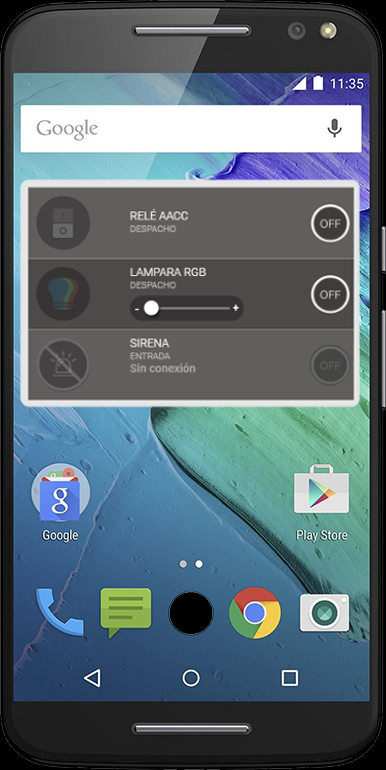 11:35
Google
RELÉ AACC
DESPACHO
OFF
LAMPARA RGB
DESPACHO
OFF
- +
SIRENA
ENTRADA
Sin conexión
OFF
g
Google
Play Store